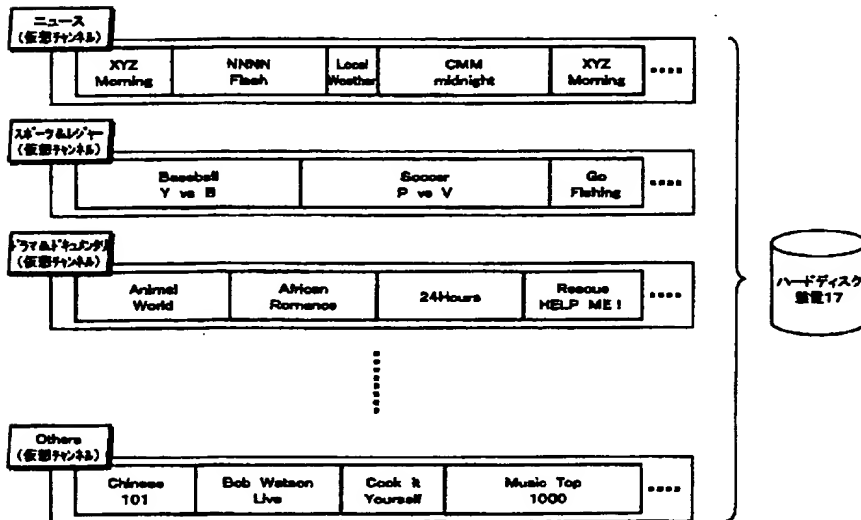 ニュース
(仮想チャンネル)
XYZ
Morning
NNNN
Flash
Local
Weather
CMM
midnight
XYZ
Morning
スポーツ&レジャー
(仮想チャンネル)
Baseball
Y vs B
Soccer
P vs V
Go
Fishing
ドラマ&ドキュメンタリ
(仮想チャンネル)
Animal
World
African
Romance
24Hours
Rescue
HELP ME!
ハードディスク
装置17
Others
(仮想チャンネル)
Chinese
101
Bob Watson
Live
Cook it
Yourself
Music Top
1000